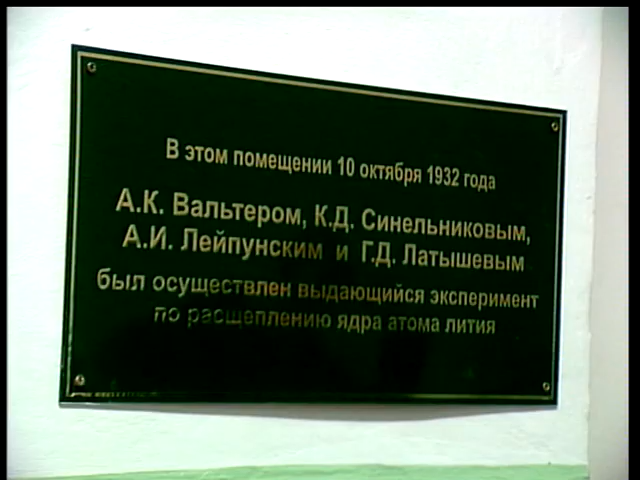 В этом помещении 10 октября 1932 года
А.К. Вальтером, К.Д. Синельниковым,
А.И. Лейпунским и Г.Д. Латышевым
был осуществлен выдающийся эксперимент
по расщеплению ядра атома лития